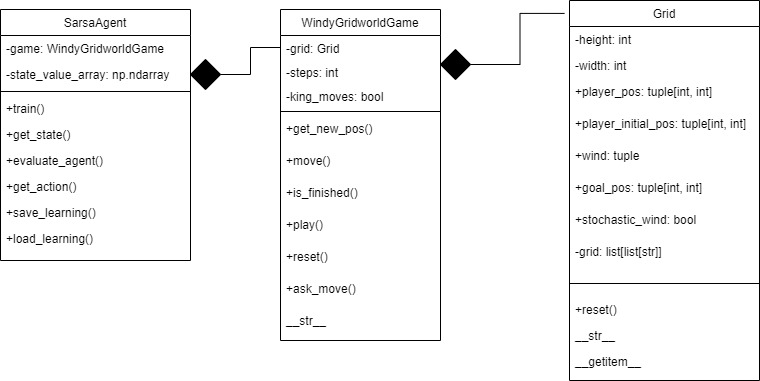 SarsaAgent
-game: WindyGridworldGame
-state_value_array: np.ndarray
+train()
+get_state()
+evaluate_agent()
+get_action()
+save_learning()
+load_learning()
WindyGridworldGame
-grid: Grid
-steps: int
-king_moves: bool
+get_new_pos()
+move()
+is_finished()
+play()
+reset()
+ask_move()
__str__
Grid
-height: int
-width: int
+player_pos: tuple[int, int]
+player_initial_pos: tuple[int, int]
+wind: tuple
+goal_pos: tuple[int, int]
+stochastic_wind: bool
-grid: list[list[str]]
+reset()
__str__
__getitem__